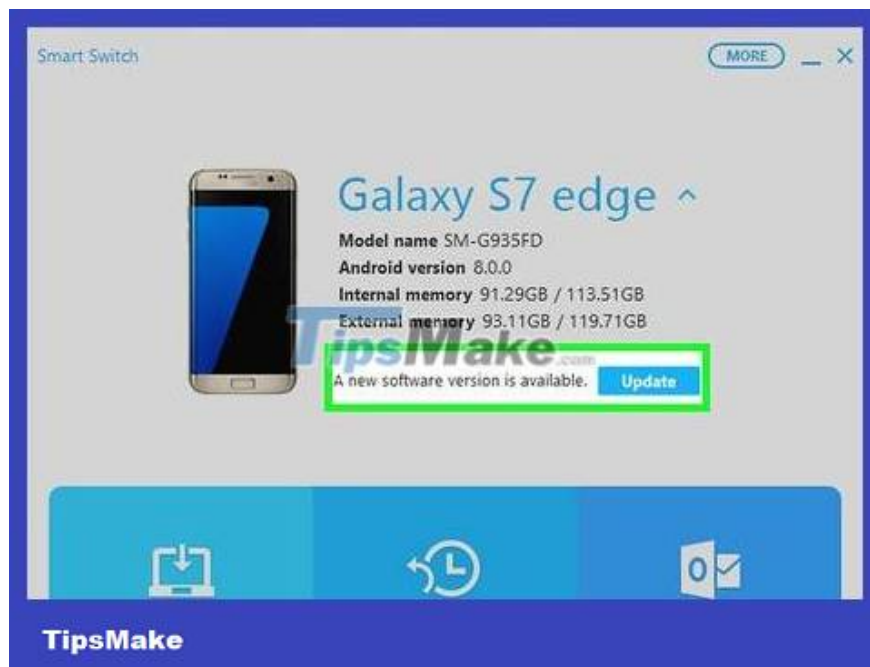 Smart Switch
MORE
Galaxy S7 edge
Model name SM-G935FD
Android version 8.0.0
Internal memory 91.29GB / 113.51GB
External memory 93.11GB / 119.71GB
TipsMake.com
A new software version is available. Update
TipsMake